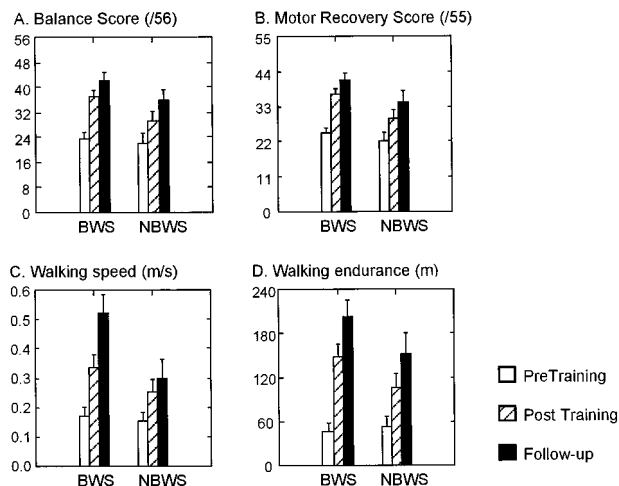 A. Balance Score (/56)
56
48
40
32
24
16
8
0
BWS NBWS
B. Motor Recovery Score (/55)
55
44
33
22
11
0
BWS NBWS
C. Walking speed (m/s)
0.6
0.5
0.4
0.3
0.2
0.1
0.0
BWS NBWS
D. Walking endurance (m)
240
180
120
60
0
BWS NBWS
PreTraining
Post Training
Follow-up